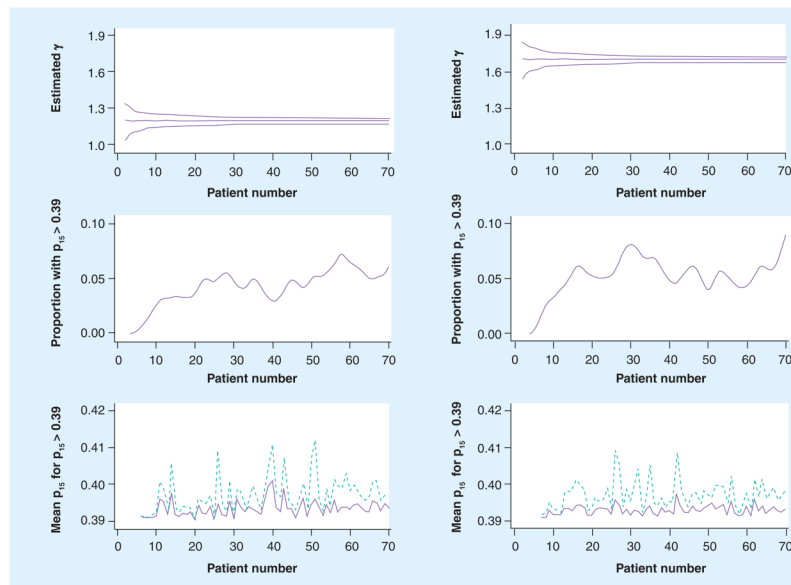 Estimated γ
1.9
1.6
1.3
1.0
0 10 20 30 40 50 60 70
Patient number
Estimated γ
1.9
1.6
1.3
1.0
0 10 20 30 40 50 60 70
Patient number
Proportion with p15 > 0.39
0.10
0.05
0.00
0 10 20 30 40 50 60 70
Patient number
Proportion with p15 > 0.39
0.10
0.05
0.00
0 10 20 30 40 50 60 70
Patient number
Mean p15 for p15 > 0.39
0.42
0.41
0.40
0.39
0 10 20 30 40 50 60 70
Patient number
Mean p15 for p15 > 0.39
0.42
0.41
0.40
0.39
0 10 20 30 40 50 60 70
Patient number